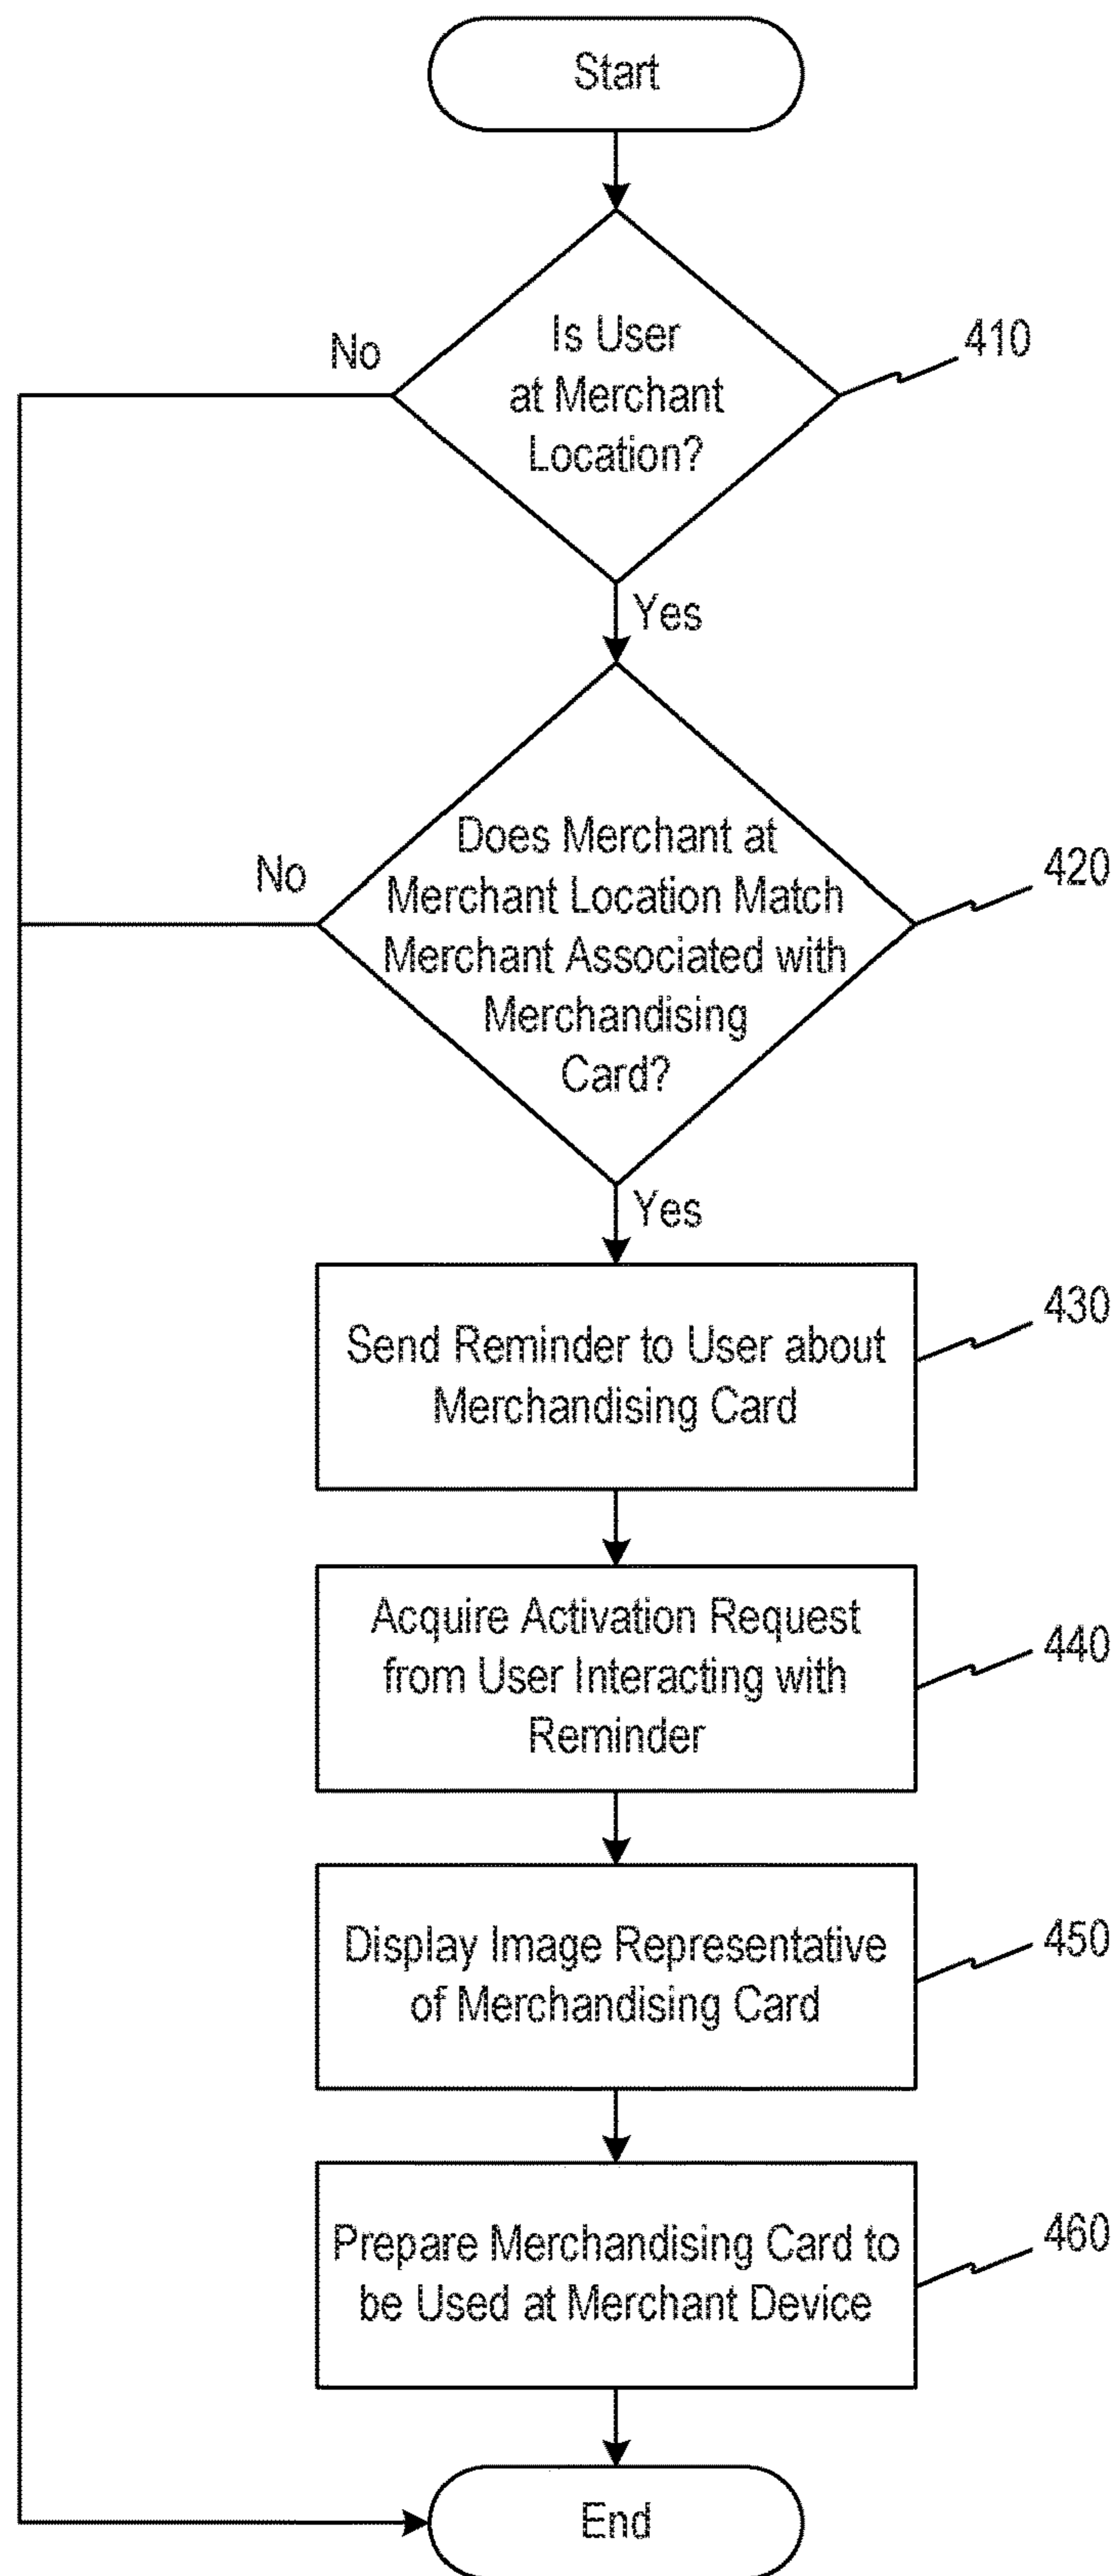 Start
Is User
at Merchant
Location?
No
410
Yes
Does Merchant at
Merchant Location Match
Merchant Associated with
Merchandising
Card?
No
420
Yes
Send Reminder to User about
Merchandising Card
430
Acquire Activation Request
from User Interacting with
Reminder
440
Display Image Representative
of Merchandising Card
450
Prepare Merchandising Card to
be Used at Merchant Device
460
End